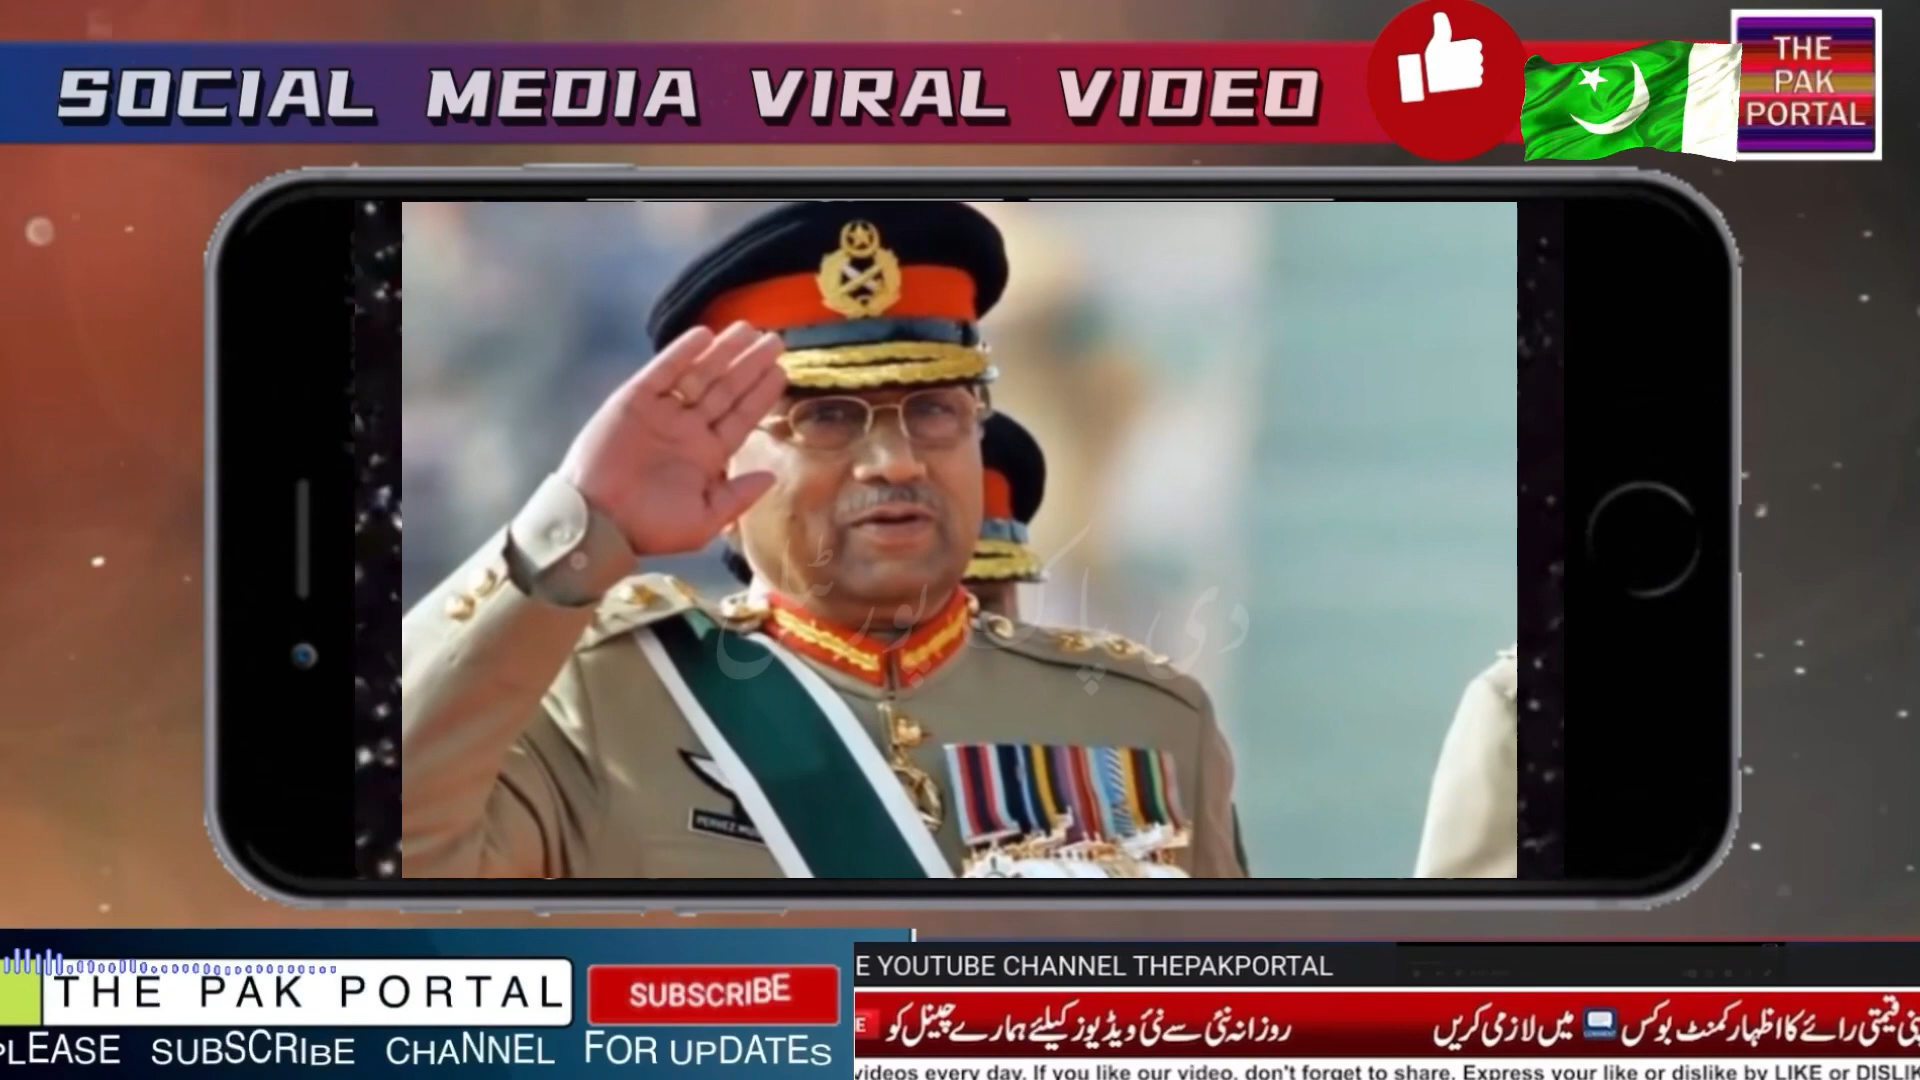 SOCIAL MEDIA VIRAL VIDEO
THE
PAK
PORTAL
دی پاک پورٹل
THE PAK PORTAL
SUBSCRIBE
PLEASE SUBSCRIBE CHANNEL FOR UPDATEs
E YOUTUBE CHANNEL THEPAKPORTAL
قیمتی رائے کا اظہار کمنٹ بوکس میں لازمی کریں
روزانہ نئی سے نئی ویڈیوز کیلئے ہمارے چینل کو
videos every day. If you like our video, don't forget to share. Express your like or dislike by LIKE or DISLIK